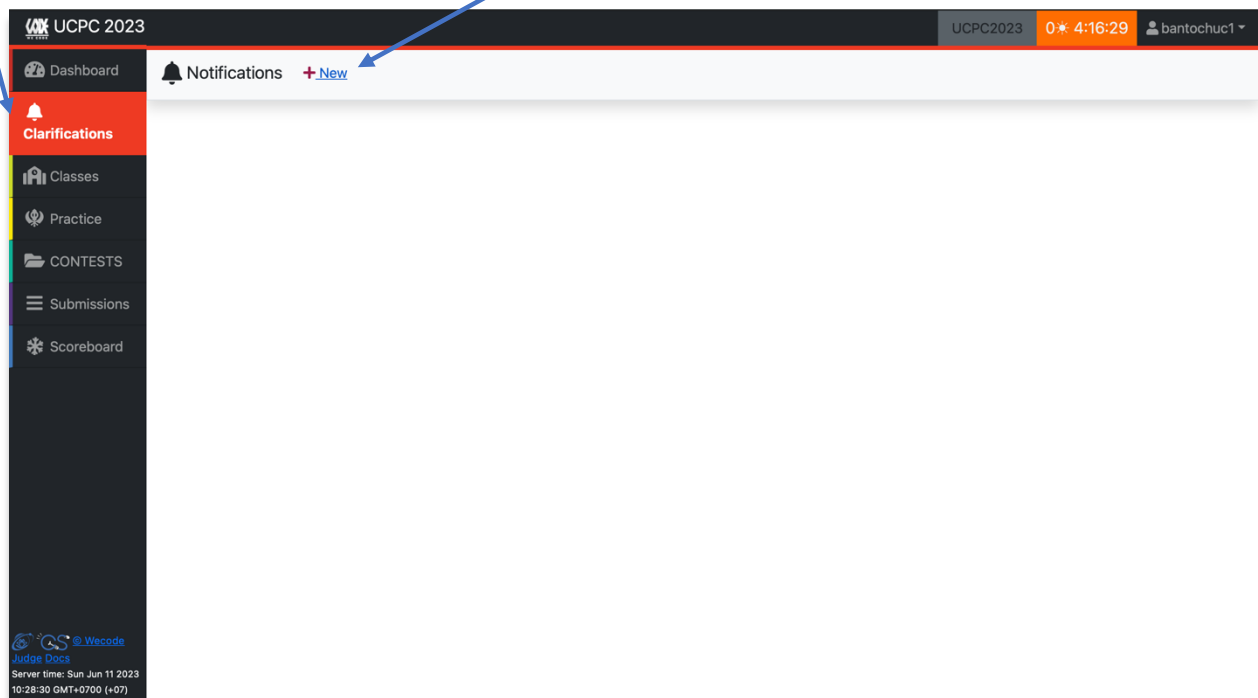 UCPC 2023
UCPC2023
0☀ 4:16:29
bantochuc1
Dashboard
Notifications
+ New
Clarifications
Classes
Practice
CONTESTS
Submissions
Scoreboard
© Wecode
Judge Docs
Server time: Sun Jun 11 2023
10:28:30 GMT+0700 (+07)